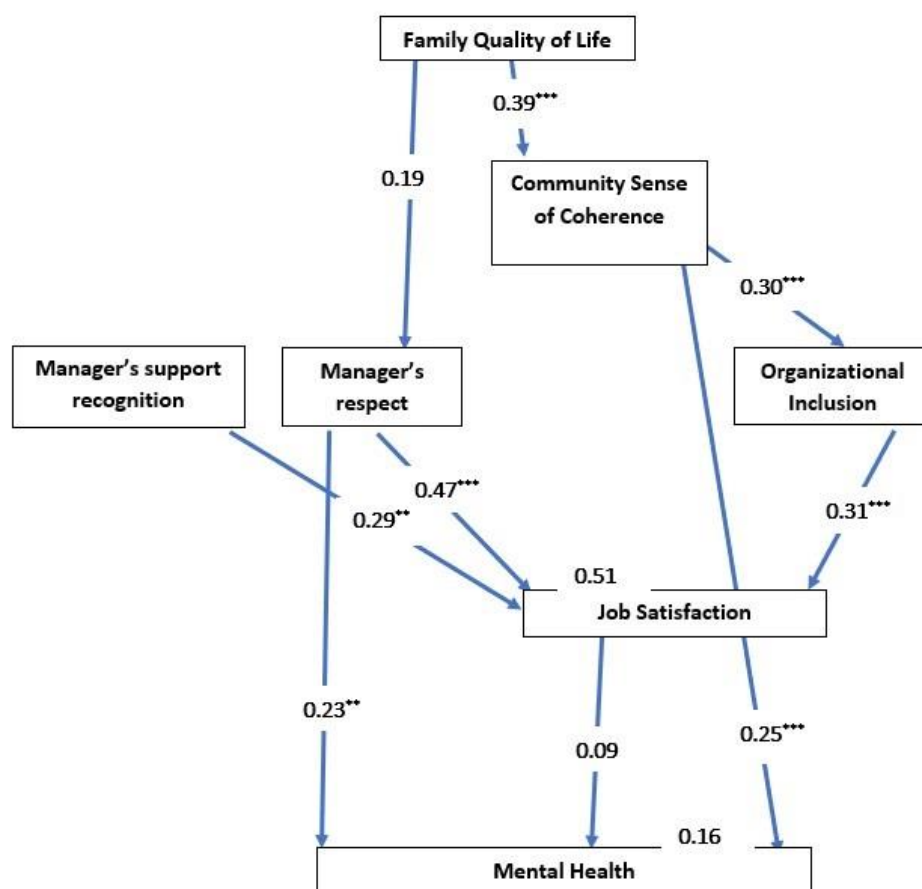 Family Quality of Life
0.39***
0.19
Community Sense
of Coherence
0.30***
Manager's support
recognition
Manager's
respect
Organizational
Inclusion
0.47***
0.29**
0.31***
0.51
Job Satisfaction
0.23**
0.09
0.25***
0.16
Mental Health